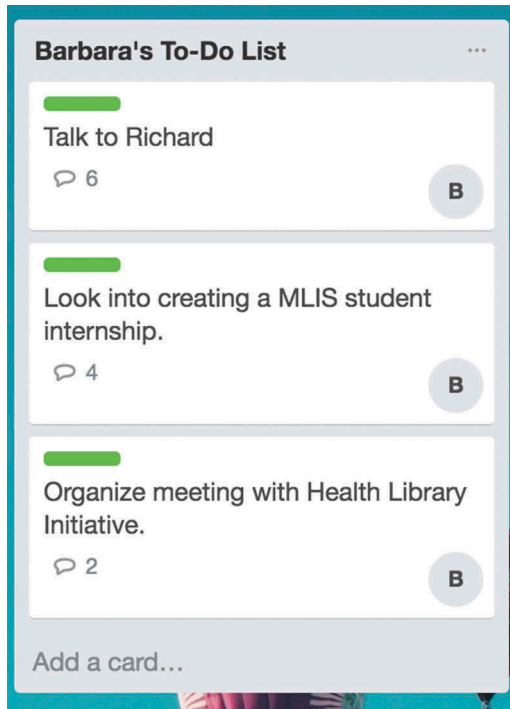 Barbara's To-Do List
Talk to Richard
6
B
Look into creating a MLIS student
internship.
4
B
Organize meeting with Health Library
Initiative.
2
B
Add a card...